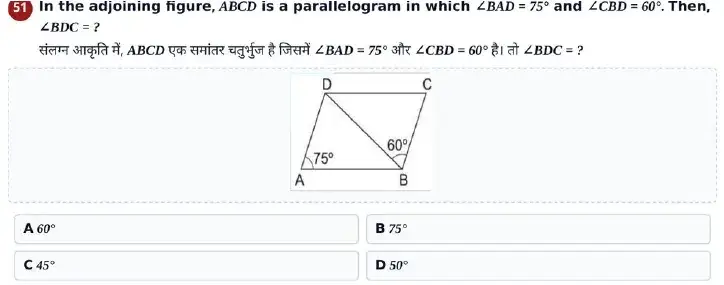 51 In the adjoining figure, ABCD is a parallelogram in which ∠BAD = 75° and ∠CBD = 60°. Then,
∠BDC = ?
संलग्न आकृति में, ABCD एक समांतर चतुर्भुज है जिसमें ∠BAD = 75° और ∠CBD = 60° है। तो ∠BDC = ?
D C
60°
75°
A B
A 60° B 75°
C 45° D 50°